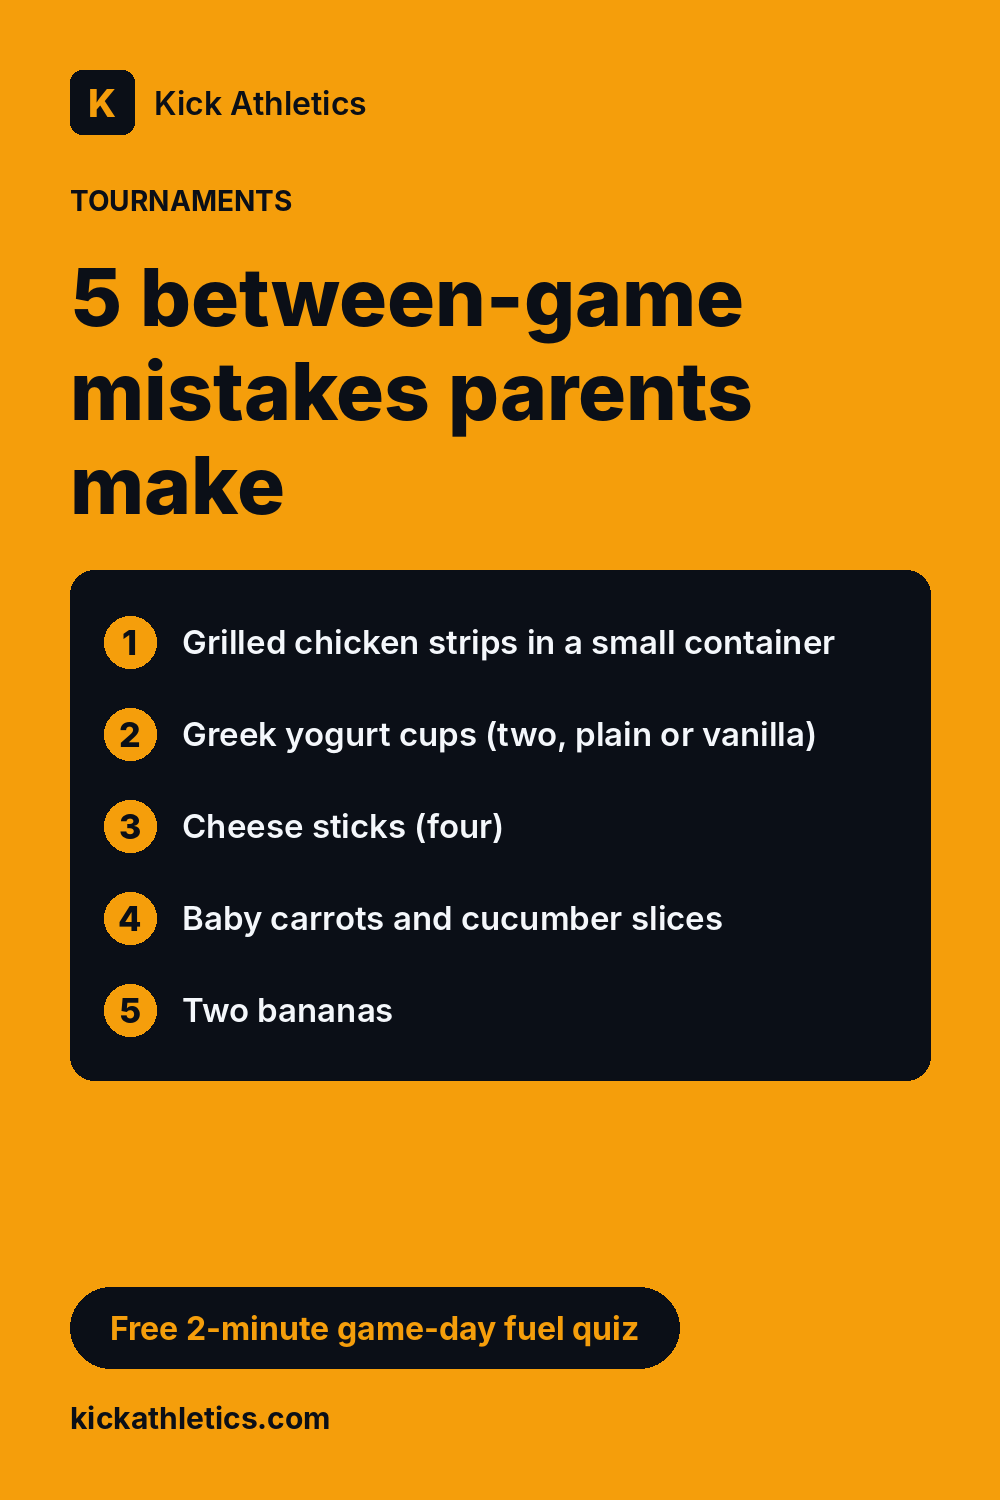 K
Kick Athletics
TOURNAMENTS
5 between-game
mistakes parents
make
1 Grilled chicken strips in a small container
2 Greek yogurt cups (two, plain or vanilla)
3 Cheese sticks (four)
4 Baby carrots and cucumber slices
5 Two bananas
Free 2-minute game-day fuel quiz
kickathletics.com